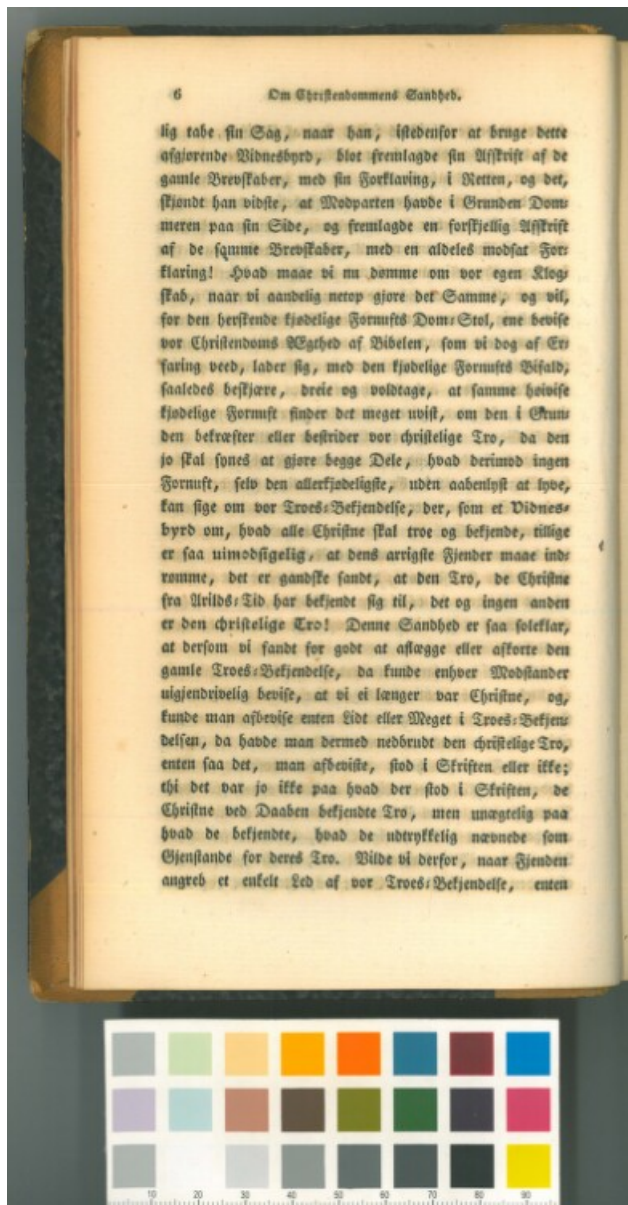 6 Om Christendommens Sandhed.
lig tabe sin Sag, naar han, istedenfor at bruge dette
afgjørende Vidnesbyrd, blot fremlagde sin Afskrift af de
gamle Brevskaber, med sin Forklaring, i Retten, og det,
skjøndt han vidste, at Modparten havde i Grunden Dom-
meren paa sin Side, og fremlagde en forskjellig Afskrift
af de samme Brevskaber, med en aldeles modsat For-
klaring! Hvad maae vi nu dømme om vor egen Klog-
skab, naar vi aandelig netop gjøre det Samme, og vil,
for den herskende kjødelige Fornufts Dom-Stol, ene bevise
vor Christendoms Ægthed af Bibelen, som vi dog af Er-
faring veed, lader sig, med den kjødelige Fornufts Bifald,
saaledes beskjære, dreie og voldtage, at samme høivise
kjødelige Fornuft finder det meget uvist, om den i Grun-
den bekræfter eller bestrider vor christelige Tro, da den
jo skal synes at gjøre begge Dele, hvad derimod ingen
Fornuft, selv den allerkjødeligste, uden aabenlyst at lyve,
kan sige om vor Troes-Bekjendelse, der, som et Vidnes-
byrd om, hvad alle Christne skal troe og bekjende, tillige
er saa uimodsigelig, at dens arrigste Fjender maae ind-
rømme, det er gandske sandt, at den Tro, de Christne
fra Arilds-Tid har bekjendt sig til, det og ingen anden
er den christelige Tro! Denne Sandhed er saa soleklar,
at dersom vi fandt for godt at aflægge eller afkorte den
gamle Troes-Bekjendelse, da kunde enhver Modstander
uigjendrivelig bevise, at vi ei længer var Christne, og,
kunde man afbevise enten Lidt eller Meget i Troes-Bekjen-
delsen, da havde man dermed nedbrudt den christelige Tro,
enten saa det, man afbeviste, stod i Skriften eller ikke;
thi det var jo ikke paa hvad der stod i Skriften, de
Christne ved Daaben bekjendte Tro, men unægtelig paa
hvad de bekjendte, hvad de udtrykkelig nævnede som
Gjenstande for deres Tro. Vilde vi derfor, naar Fjenden
angreb et enkelt Led af vor Troes-Bekjendelse, enten
10 20 30 40 50 60 70 80 90